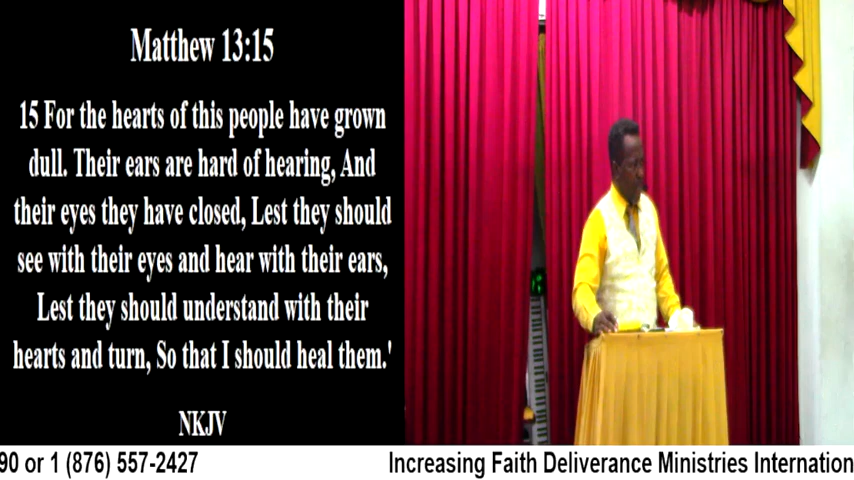 Matthew 13:15
15 For the hearts of this people have grown
dull. Their ears are hard of hearing, And
their eyes they have closed, Lest they should
see with their eyes and hear with their ears,
Lest they should understand with their
hearts and turn, So that I should heal them.'
NKJV
90 or 1 (876) 557-2427 Increasing Faith Deliverance Ministries Internation